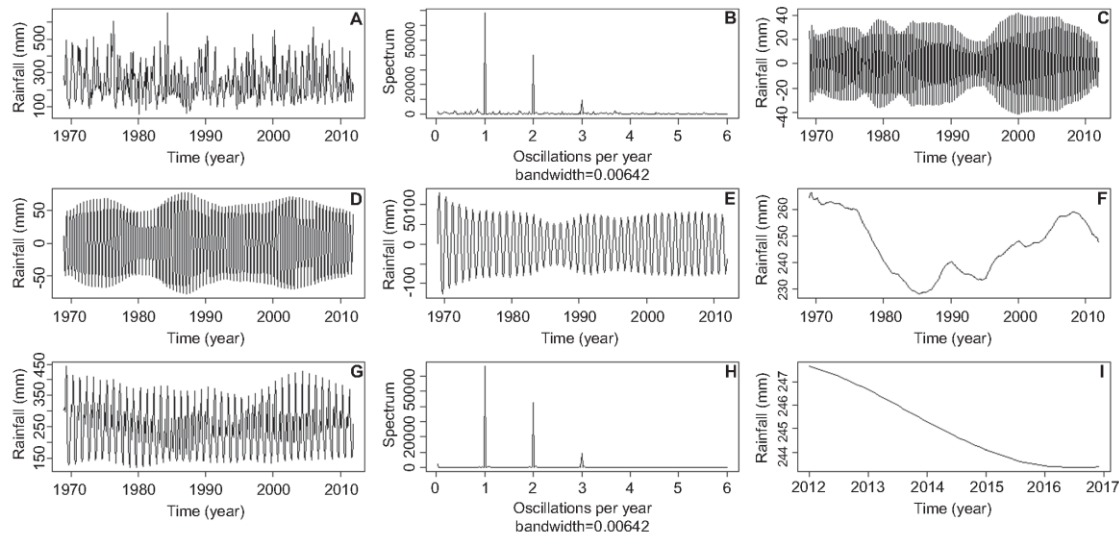 A
Rainfall (mm)
100 300 500
1970 1980 1990 2000 2010
Time (year)
B
Spectrum
0 20000 50000
0 1 2 3 4 5 6
Oscillations per year
bandwidth=0.00642
C
Rainfall (mm)
-40 -20 0 20 40
1970 1980 1990 2000 2010
Time (year)
D
Rainfall (mm)
-50 0 50
1970 1980 1990 2000 2010
Time (year)
E
Rainfall (mm)
-100 0 50100
1970 1980 1990 2000 2010
Time (year)
F
Rainfall (mm)
230 240 250 260
1970 1980 1990 2000 2010
Time (year)
G
Rainfall (mm)
150 250 350 450
1970 1980 1990 2000 2010
Time (year)
H
Spectrum
0 20000 50000
0 1 2 3 4 5 6
Oscillations per year
bandwidth=0.00642
I
Rainfall (mm)
244 245 246 247
2012 2013 2014 2015 2016 2017
Time (year)